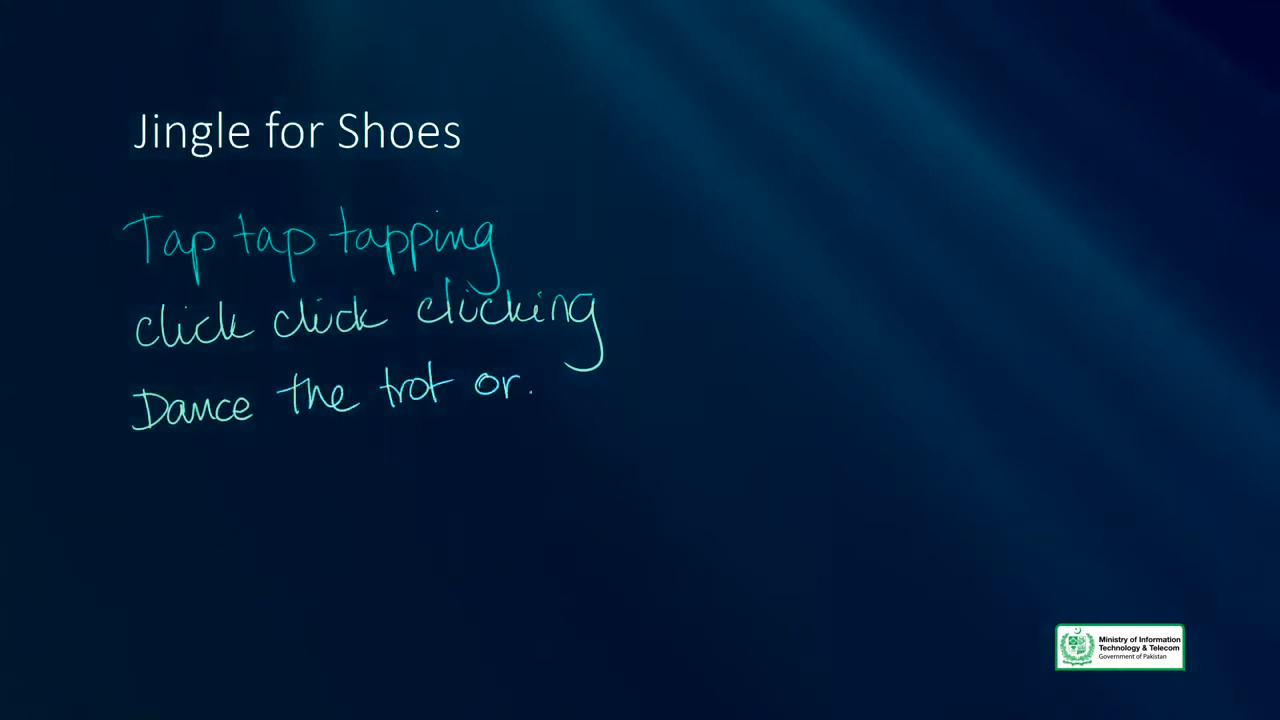 Jingle for Shoes
Tap tap tapping
click click clicking
Dance the trot or.
Ministry of Information
Technology & Telecom
Government of Pakistan